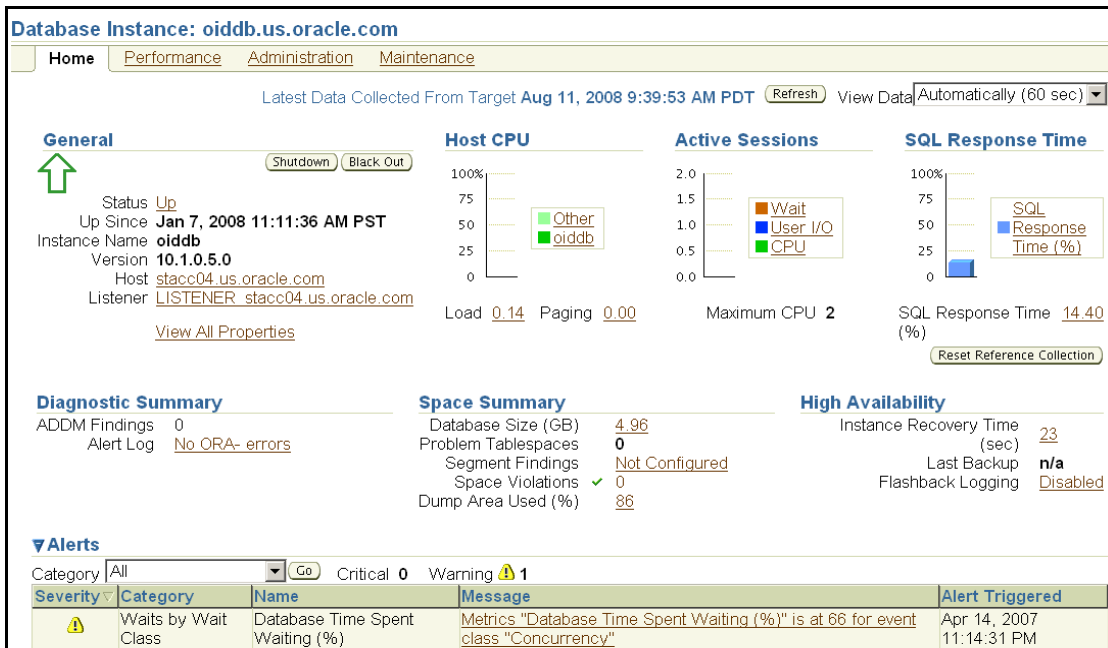 Database Instance: oiddb.us.oracle.com
Home Performance Administration Maintenance
Latest Data Collected From Target Aug 11, 2008 9:39:53 AM PDT Refresh View Data Automatically (60 sec)
General
Shutdown Black Out
Status Up
Up Since Jan 7, 2008 11:11:36 AM PST
Instance Name oiddb
Version 10.1.0.5.0
Host stacc04.us.oracle.com
Listener LISTENER_stacc04.us.oracle.com
View All Properties
Host CPU
100%
75
50
25
0
Other
oiddb
Load 0.14 Paging 0.00
Active Sessions
2.0
1.5
1.0
0.5
0.0
Wait
User I/O
CPU
Maximum CPU 2
SQL Response Time
100%
75
50
25
0
SQL
Response
Time (%)
SQL Response Time 14.40
(%)
Reset Reference Collection
Diagnostic Summary
ADDM Findings 0
Alert Log No ORA- errors
Space Summary
Database Size (GB) 4.96
Problem Tablespaces 0
Segment Findings Not Configured
Space Violations 0
Dump Area Used (%) 86
High Availability
Instance Recovery Time
(sec) 23
Last Backup n/a
Flashback Logging Disabled
Alerts
Category All Go Critical 0 Warning 1
Severity Category Name Message Alert Triggered
Waits by Wait Database Time Spent Metrics "Database Time Spent Waiting (%)" is at 66 for event Apr 14, 2007
Class Waiting (%) class "Concurrency" 11:14:31 PM